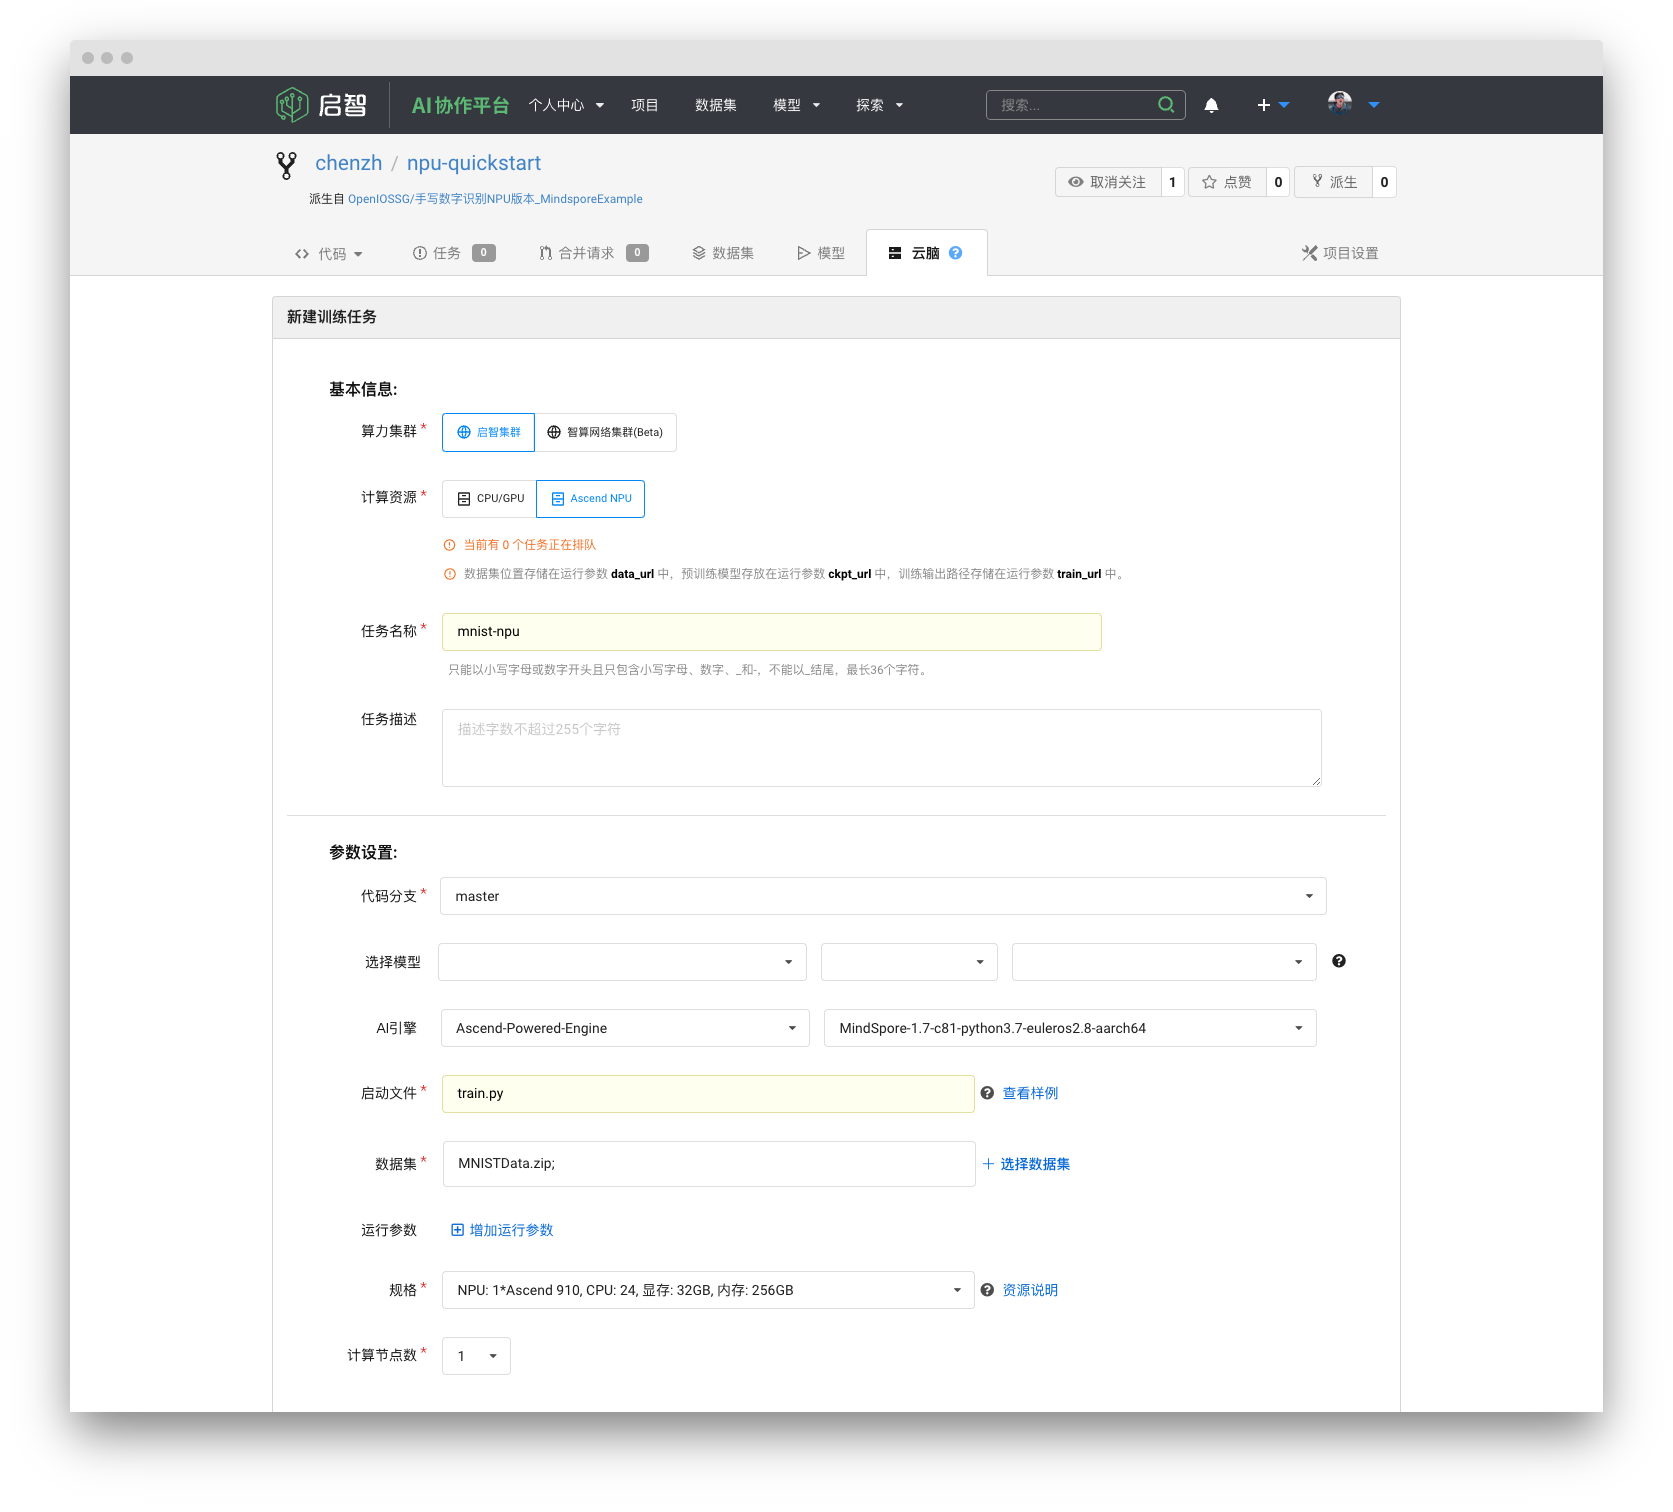 启智 AI协作平台 个人中心 项目 数据集 模型 探索 搜索...
chenzh / npu-quickstart
取消关注 1 点赞 0 派生 0
派生自 OpenIOSSG/手写数字识别NPU版本_MindsporeExample
代码 任务 0 合并请求 0 数据集 模型 云脑 项目设置
新建训练任务
基本信息:
算力集群* 启智集群 智算网络集群(Beta)
计算资源* CPU/GPU Ascend NPU
当前有 0 个任务正在排队
数据集位置存储在运行参数 data_url 中，预训练模型存放在运行参数 ckpt_url 中，训练输出路径存储在运行参数 train_url 中。
任务名称* mnist-npu
只能以小写字母或数字开头且只包含小写字母、数字、_和-，不能以_结尾，最长36个字符。
任务描述 描述字数不超过255个字符
参数设置:
代码分支* master
选择模型
AI引擎 Ascend-Powered-Engine MindSpore-1.7-c81-python3.7-euleros2.8-aarch64
启动文件* train.py 查看样例
数据集* MNISTData.zip; 选择数据集
运行参数 增加运行参数
规格* NPU: 1*Ascend 910, CPU: 24, 显存: 32GB, 内存: 256GB 资源说明
计算节点数* 1